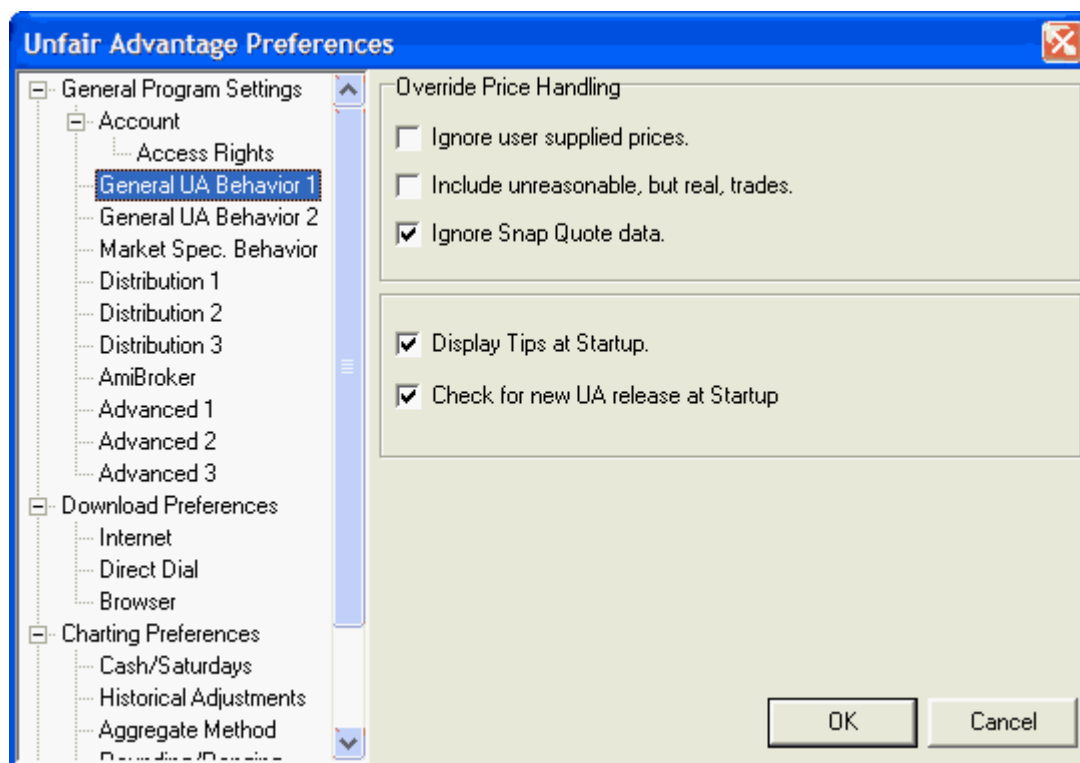 Unfair Advantage Preferences
General Program Settings
Account
Access Rights
General UA Behavior 1
General UA Behavior 2
Market Spec. Behavior
Distribution 1
Distribution 2
Distribution 3
AmiBroker
Advanced 1
Advanced 2
Advanced 3
Download Preferences
Internet
Direct Dial
Browser
Charting Preferences
Cash/Saturdays
Historical Adjustments
Aggregate Method
Override Price Handling
Ignore user supplied prices.
Include unreasonable, but real, trades.
Ignore Snap Quote data.
Display Tips at Startup.
Check for new UA release at Startup
OK
Cancel